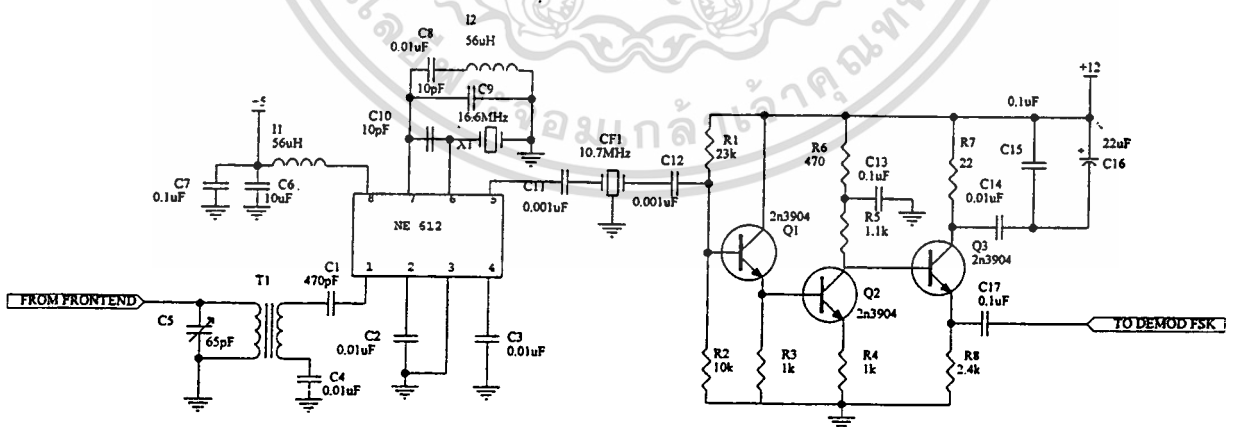 I2
56uH
C8
0.01uF
10pF
C9
C10
10pF
16.6MHz
X1
+5
I1
56uH
C7
0.1uF
C6
10uF
8
7
6
5
NE 612
1
2
3
4
C11
0.001uF
CF1
10.7MHz
C12
0.001uF
+12
0.1uF
R1
23k
R6
470
C13
0.1uF
R7
22
C15
22uF
+
C16
C14
0.01uF
R5
1.1k
2n3904
Q1
Q3
2n3904
Q2
2n3904
C17
0.1uF
T1
C1
470pF
FROM FRONTEND
C5
65pF
C2
0.01uF
C3
0.01uF
C4
0.01uF
TO DEMOD FSK
R2
10k
R3
1k
R4
1k
R8
2.4k